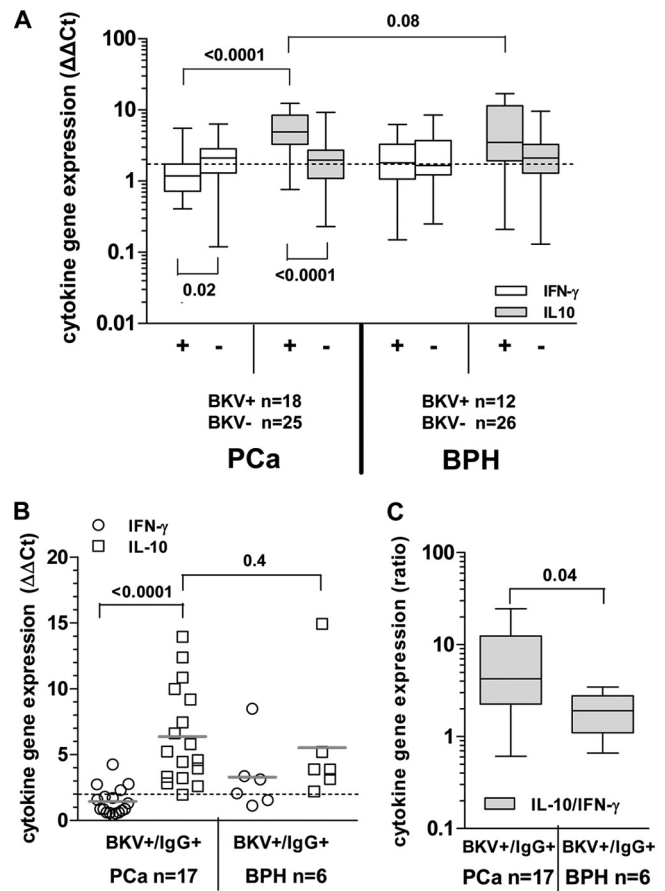 A
cytokine gene expression (ΔΔCt)
100
10
1
0.1
0.01
<0.0001
0.08
0.02
<0.0001
IFN-γ
IL10
+ - + - + - + -
BKV+ n=18 BKV+ n=12
BKV- n=25 BKV- n=26
PCa BPH
B
cytokine gene expression (ΔΔCt)
IFN-γ
IL-10
20
15
10
5
0
<0.0001
0.4
BKV+/IgG+ BKV+/IgG+
PCa n=17 BPH n=6
C
cytokine gene expression (ratio)
100
10
1
0.1
0.04
IL-10/IFN-γ
BKV+/IgG+ BKV+/IgG+
PCa n=17 BPH n=6